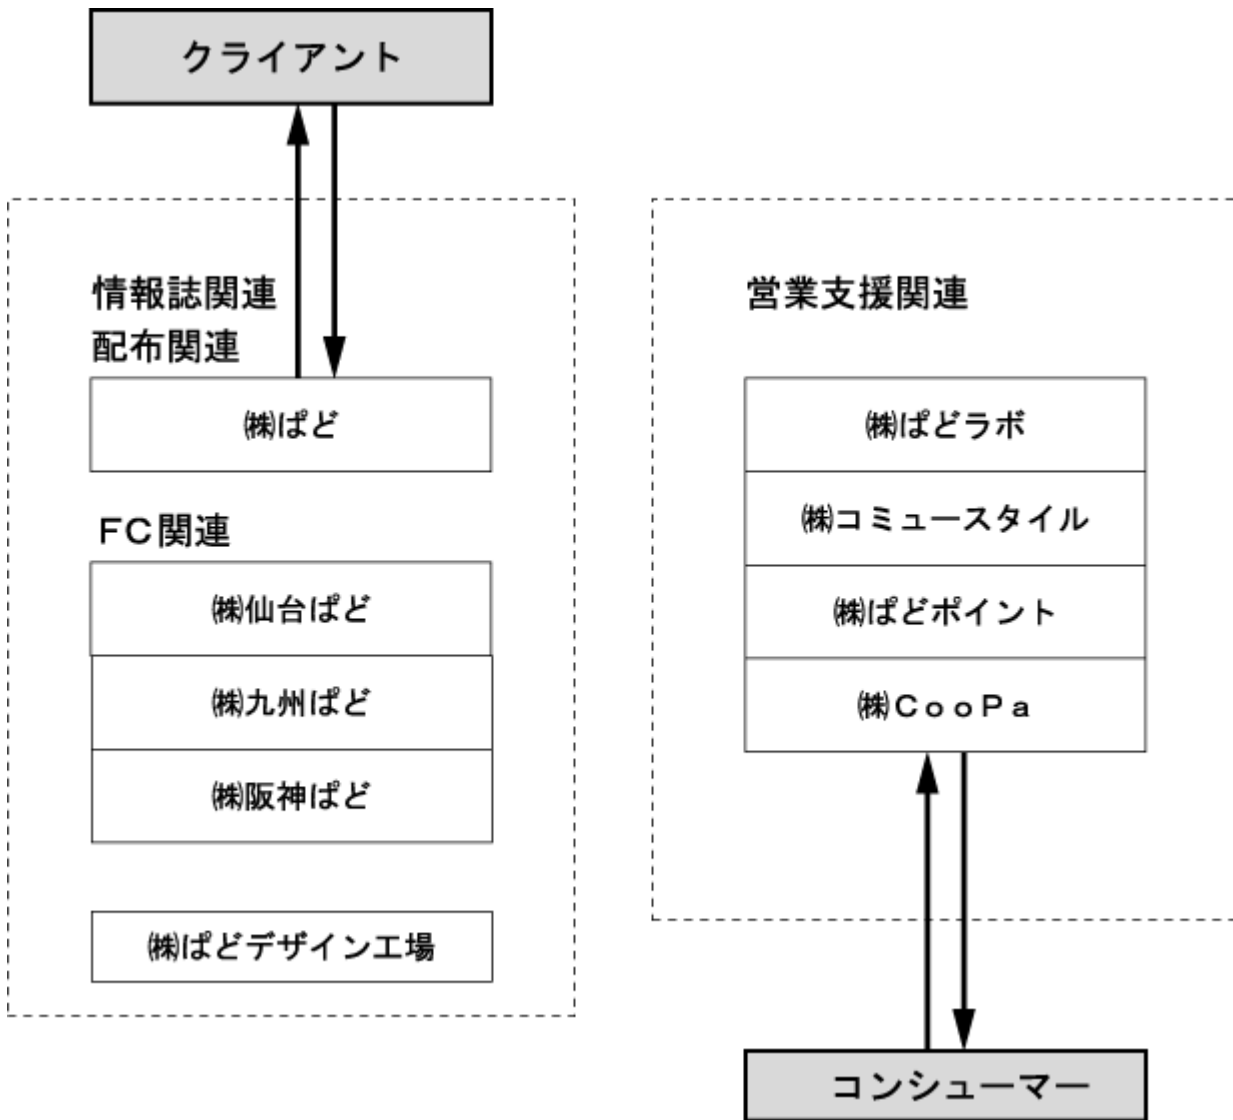 クライアント
情報誌関連
配布関連
㈱ぱど
FC関連
㈱仙台ぱど
㈱九州ぱど
㈱阪神ぱど
㈱ぱどデザイン工場
営業支援関連
㈱ぱどラボ
㈱コミュースタイル
㈱ぱどポイント
㈱CooPa
コンシューマー